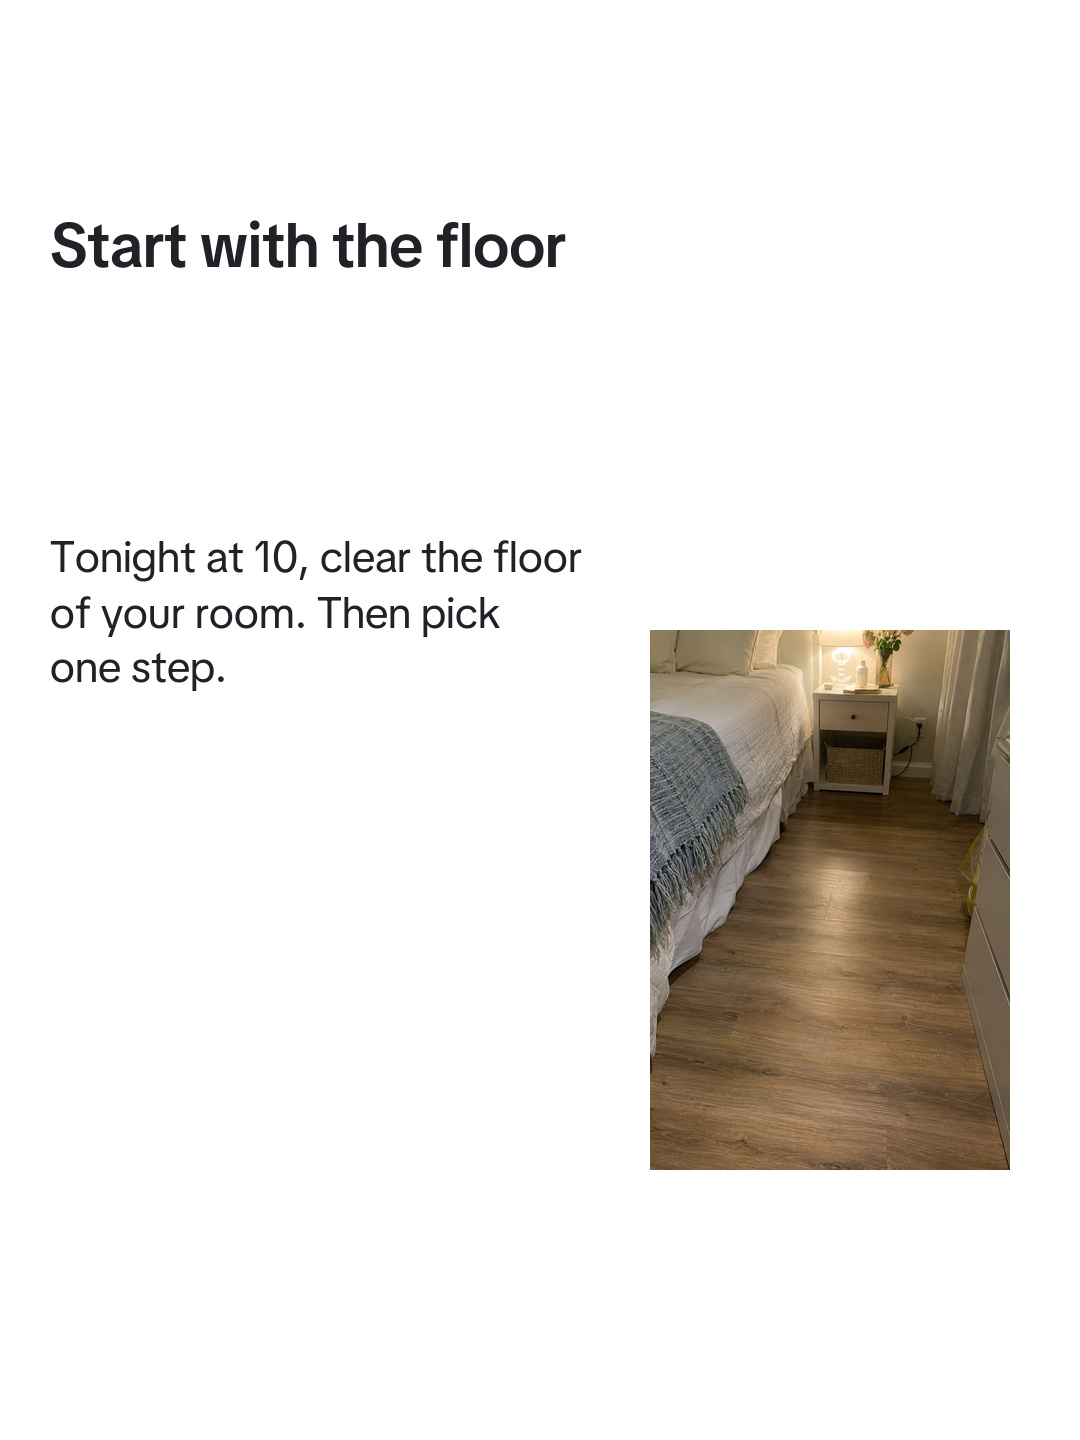 Start with the floor
Tonight at 10, clear the floor
of your room. Then pick
one step.